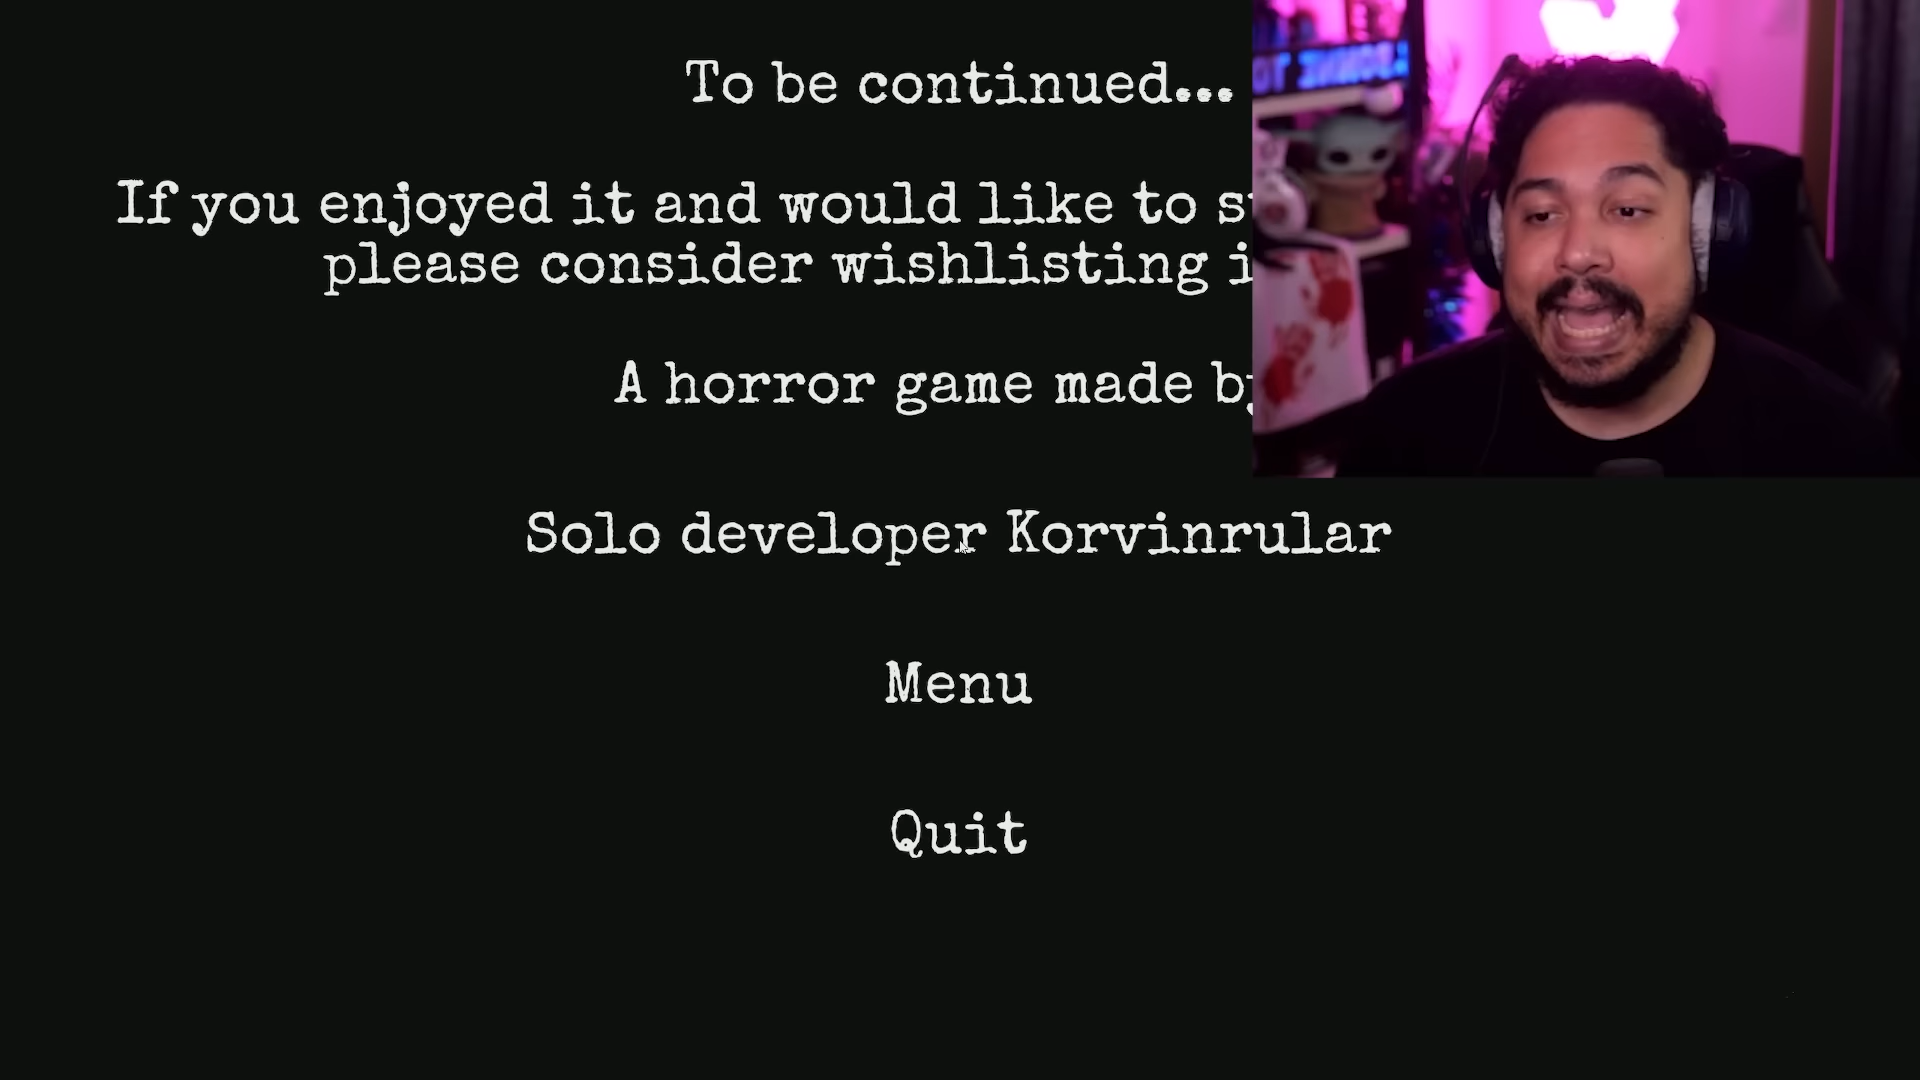 To be continued...
If you enjoyed it and would like to
please consider wishlisting
A horror game made
Solo developer Korvinrular
Menu
Quit